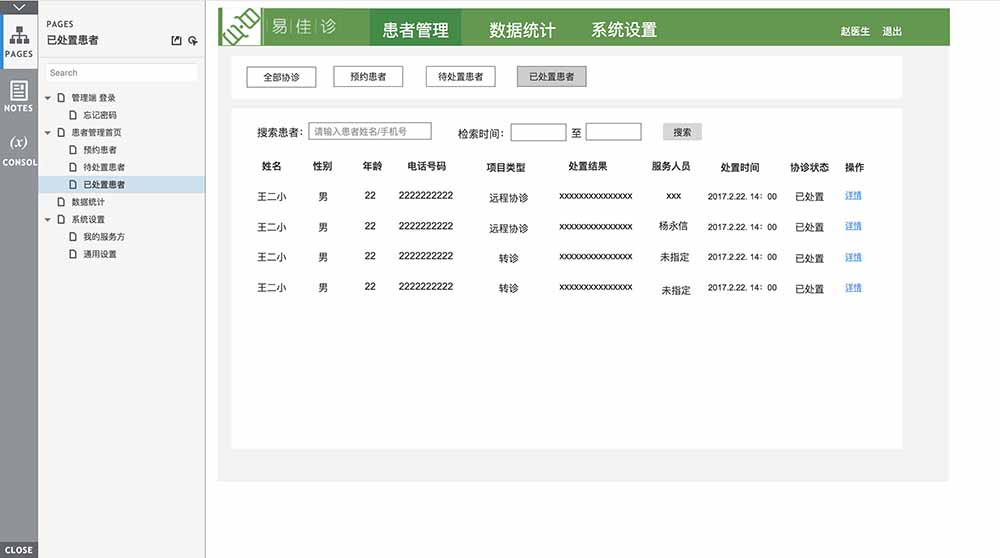 PAGES
已处置患者
Search
管理端 登录
忘记密码
患者管理首页
预约患者
待处置患者
已处置患者
数据统计
系统设置
我的服务方
通用设置
PAGES
NOTES
(x)
CONSOL
CLOSE
易佳诊 患者管理 数据统计 系统设置 赵医生 退出
全部协诊 预约患者 待处置患者 已处置患者
搜索患者: 请输入患者姓名/手机号 检索时间: 至 搜索
姓名 性别 年龄 电话号码 项目类型 处置结果 服务人员 处置时间 协诊状态 操作
王二小 男 22 2222222222 远程协诊 xxxxxxxxxxxxxxx xxx 2017.2.22. 14：00 已处置 详情
王二小 男 22 2222222222 远程协诊 xxxxxxxxxxxxxxx 杨永信 2017.2.22. 14：00 已处置 详情
王二小 男 22 2222222222 转诊 xxxxxxxxxxxxxxx 未指定 2017.2.22. 14：00 已处置 详情
王二小 男 22 2222222222 转诊 xxxxxxxxxxxxxxx 未指定 2017.2.22. 14：00 已处置 详情